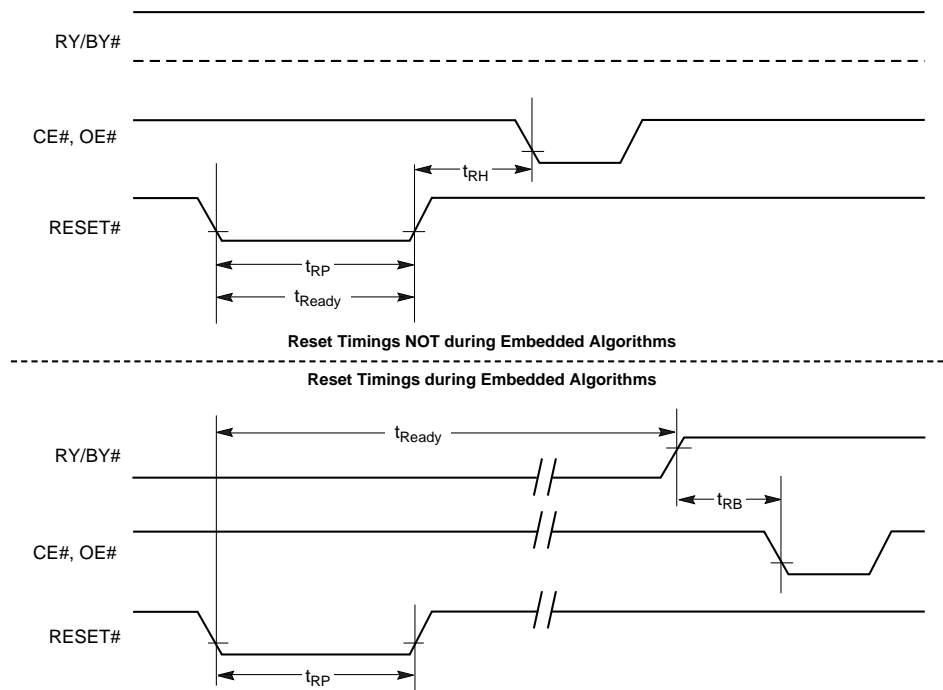 RY/BY#
CE#, OE#
tRH
RESET#
tRP
tReady
Reset Timings NOT during Embedded Algorithms
Reset Timings during Embedded Algorithms
tReady
RY/BY#
tRB
CE#, OE#
RESET#
tRP